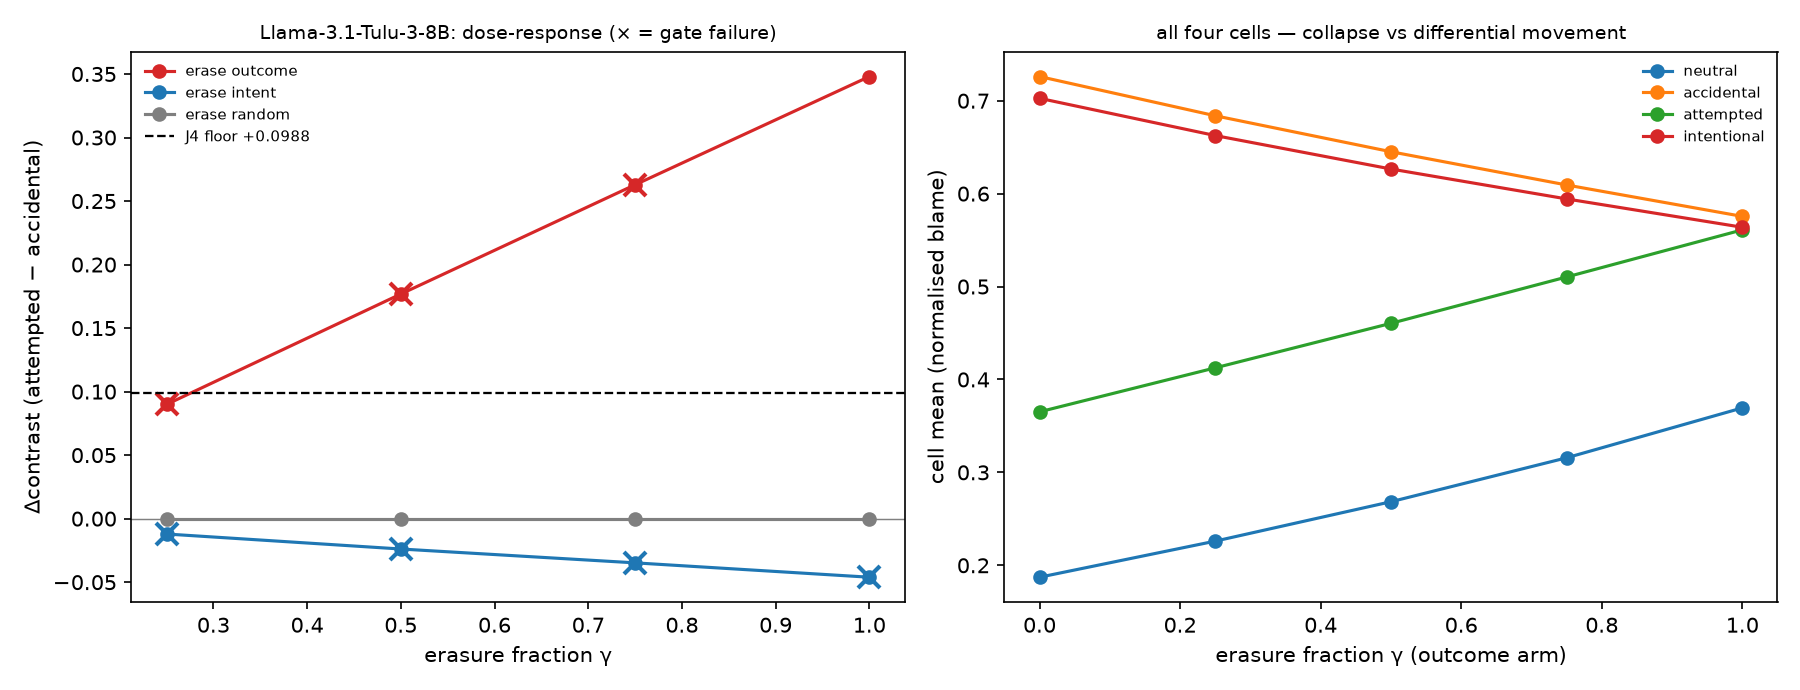 Llama-3.1-Tulu-3-8B: dose-response (× = gate failure)
erase outcome
erase intent
erase random
J4 floor +0.0988
Δcontrast (attempted − accidental)
0.35
0.30
0.25
0.20
0.15
0.10
0.05
0.00
−0.05
0.3
0.4
0.5
0.6
0.7
0.8
0.9
1.0
erasure fraction γ
all four cells — collapse vs differential movement
neutral
accidental
attempted
intentional
cell mean (normalised blame)
0.7
0.6
0.5
0.4
0.3
0.2
0.0
0.2
0.4
0.6
0.8
1.0
erasure fraction γ (outcome arm)